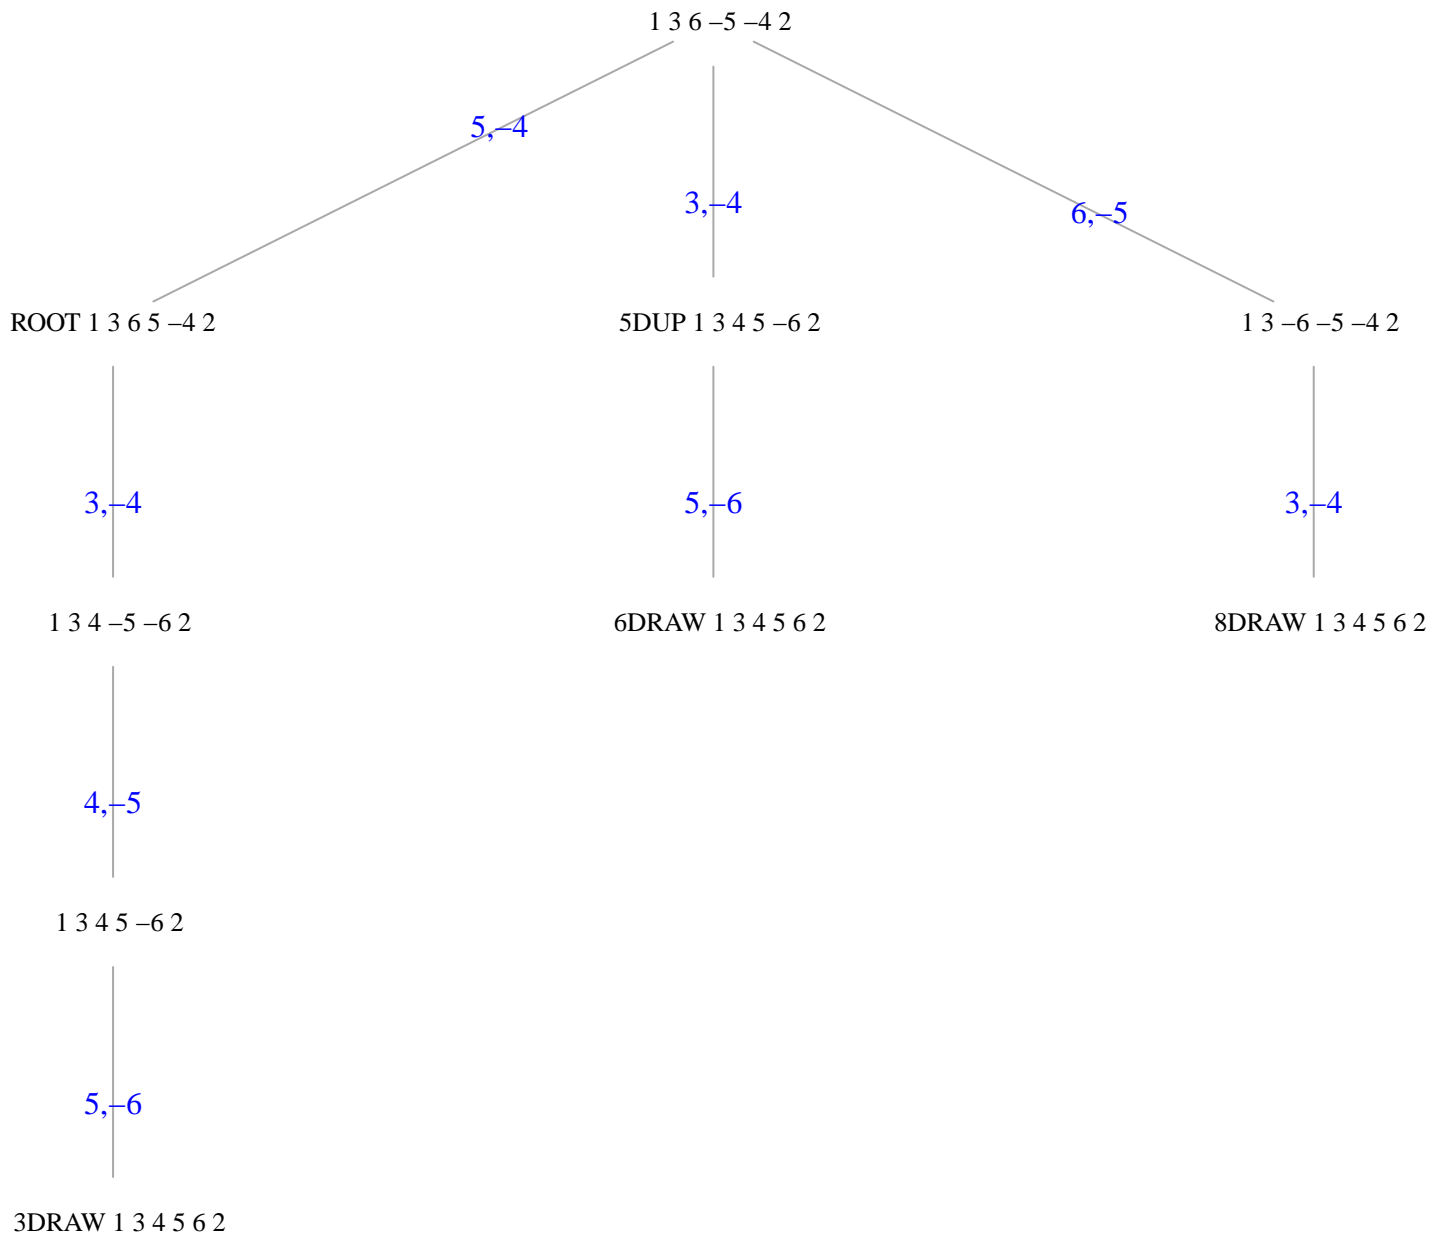 1 3 6 –5 –4 2
5,–4
3,–4
6,–5
ROOT 1 3 6 5 –4 2
5DUP 1 3 4 5 –6 2
1 3 –6 –5 –4 2
3,–4
5,–6
3,–4
1 3 4 –5 –6 2
6DRAW 1 3 4 5 6 2
8DRAW 1 3 4 5 6 2
4,–5
1 3 4 5 –6 2
5,–6
3DRAW 1 3 4 5 6 2